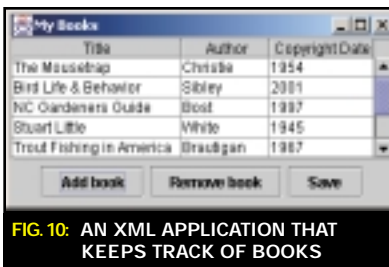 My Books
Title Author Copyright Date
The Mousetrap Christie 1954
Bird Life & Behavior Sibley 2001
NC Gardeners Guide Bost 1997
Stuart Little White 1945
Trout Fishing in America Brautigan 1967
Add book Remove book Save
FIG. 10: AN XML APPLICATION THAT
KEEPS TRACK OF BOOKS